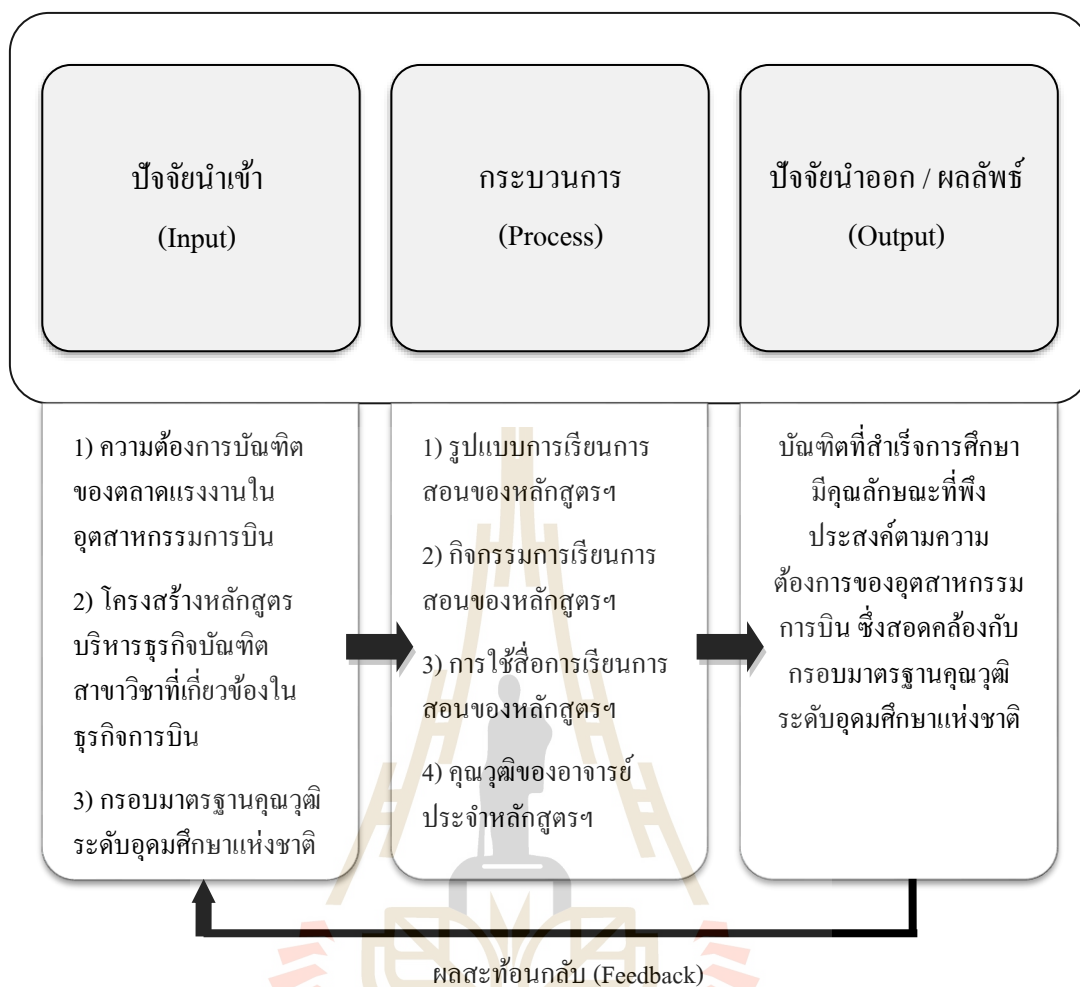 ปัจจัยนำเข้า
(Input)
กระบวนการ
(Process)
ปัจจัยนำออก / ผลลัพธ์
(Output)
1) ความต้องการบัณฑิต
ของตลาดแรงงานใน
อุตสาหกรรมการบิน
2) โครงสร้างหลักสูตร
บริหารธุรกิจบัณฑิต
สาขาวิชาที่เกี่ยวข้องใน
ธุรกิจการบิน
3) กรอบมาตรฐานคุณวุฒิ
ระดับอุดมศึกษาแห่งชาติ
1) รูปแบบการเรียนการ
สอนของหลักสูตรฯ
2) กิจกรรมการเรียนการ
สอนของหลักสูตรฯ
3) การใช้สื่อการเรียนการ
สอนของหลักสูตรฯ
4) คุณวุฒิของอาจารย์
ประจำหลักสูตรฯ
บัณฑิตที่สำเร็จการศึกษา
มีคุณลักษณะที่พึง
ประสงค์ตามความ
ต้องการของอุตสาหกรรม
การบิน ซึ่งสอดคล้องกับ
กรอบมาตรฐานคุณวุฒิ
ระดับอุดมศึกษาแห่งชาติ
ผลสะท้อนกลับ (Feedback)